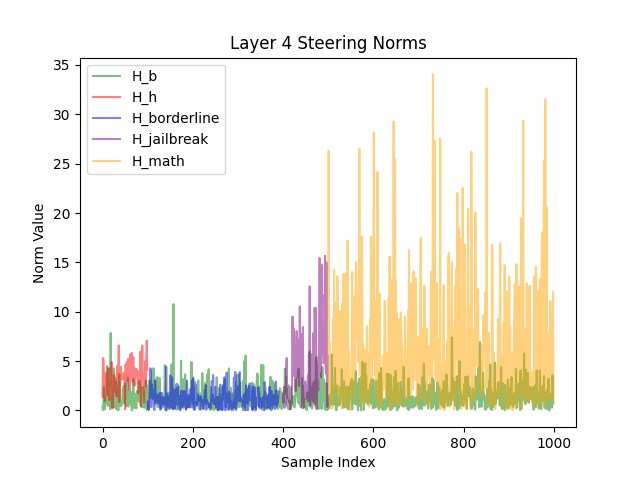 Layer 4 Steering Norms
H_b
H_h
H_borderline
H_jailbreak
H_math
Norm Value
35
30
25
20
15
10
5
0
0 200 400 600 800 1000
Sample Index